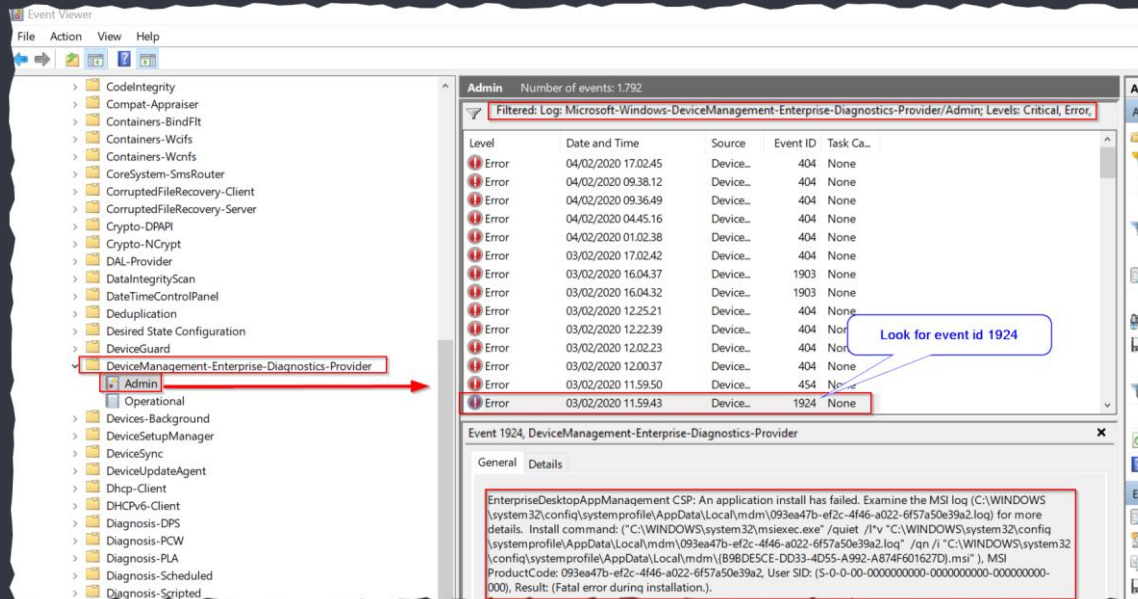 Event Viewer
File Action View Help
CodeIntegrity
Compat-Appraiser
Containers-BindFlt
Containers-Wcifs
Containers-Wcnfs
CoreSystem-SmsRouter
CorruptedFileRecovery-Client
CorruptedFileRecovery-Server
Crypto-DPAPI
Crypto-NCrypt
DAL-Provider
DataIntegrityScan
DateTimeControlPanel
Deduplication
Desired State Configuration
DeviceGuard
DeviceManagement-Enterprise-Diagnostics-Provider
Admin
Operational
Devices-Background
DeviceSetupManager
DeviceSync
DeviceUpdateAgent
Dhcp-Client
DHCPv6-Client
Diagnosis-DPS
Diagnosis-PCW
Diagnosis-PLA
Diagnosis-Scheduled
Diagnosis-Scripted
Admin Number of events: 1.792
Filtered: Log: Microsoft-Windows-DeviceManagement-Enterprise-Diagnostics-Provider/Admin; Levels: Critical, Error,
Level Date and Time Source Event ID Task Ca...
Error 04/02/2020 17.02.45 Device... 404 None
Error 04/02/2020 09.38.12 Device... 404 None
Error 04/02/2020 09.36.49 Device... 404 None
Error 04/02/2020 04.45.16 Device... 404 None
Error 04/02/2020 01.02.38 Device... 404 None
Error 03/02/2020 17.02.42 Device... 404 None
Error 03/02/2020 16.04.37 Device... 1903 None
Error 03/02/2020 16.04.32 Device... 1903 None
Error 03/02/2020 12.25.21 Device... 404 None
Error 03/02/2020 12.22.39 Device... 404
Error 03/02/2020 12.02.23 Device... 404
Error 03/02/2020 12.00.37 Device... 404 None
Error 03/02/2020 11.59.50 Device... 454 None
Error 03/02/2020 11.59.43 Device... 1924 None
Look for event id 1924
Event 1924, DeviceManagement-Enterprise-Diagnostics-Provider
General Details
EnterpriseDesktopAppManagement CSP: An application install has failed. Examine the MSI log (C:\WINDOWS
\system32\config\systemprofile\AppData\Local\mdm\093ea47b-ef2c-4f46-a022-6f57a50e39a2.log) for more
details. Install command: ("C:\WINDOWS\system32\msiexec.exe" /quiet /l*v "C:\WINDOWS\system32\config
\systemprofile\AppData\Local\mdm\093ea47b-ef2c-4f46-a022-6f57a50e39a2.log" /qn /i "C:\WINDOWS\system32
\config\systemprofile\AppData\Local\mdm\{B9BDE5CE-DD33-4D55-A992-A874F601627D}.msi" ), MSI
ProductCode: 093ea47b-ef2c-4f46-a022-6f57a50e39a2, User SID: (S-0-0-00-0000000000-0000000000-000000000-
000), Result: (Fatal error during installation.).